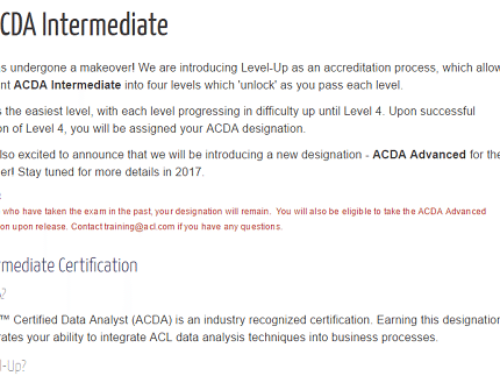 CDA Intermediate
s undergone a makeover! We are introducing Level-Up as an accreditation process, which allow
nt ACDA Intermediate into four levels which 'unlock' as you pass each level.
s the easiest level, with each level progressing in difficulty up until Level 4. Upon successful
on of Level 4, you will be assigned your ACDA designation.
lso excited to announce that we will be introducing a new designation - ACDA Advanced for the
er! Stay tuned for more details in 2017.
:
who have taken the exam in the past, your designation will remain. You will also be eligible to take the ACDA Advanced
on upon release. Contact training@acl.com if you have any questions.
rmediate Certification
?
™ Certified Data Analyst (ACDA) is an industry recognized certification. Earning this designation
rates your ability to integrate ACL data analysis techniques into business processes.
l-Up?